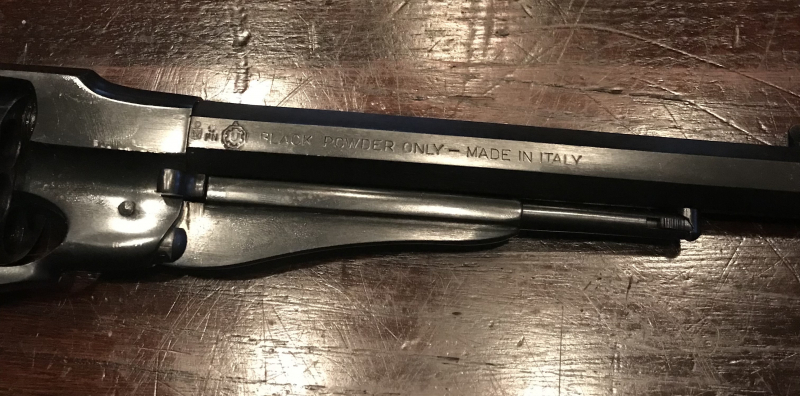 BLACK POWDER ONLY — MADE IN ITALY